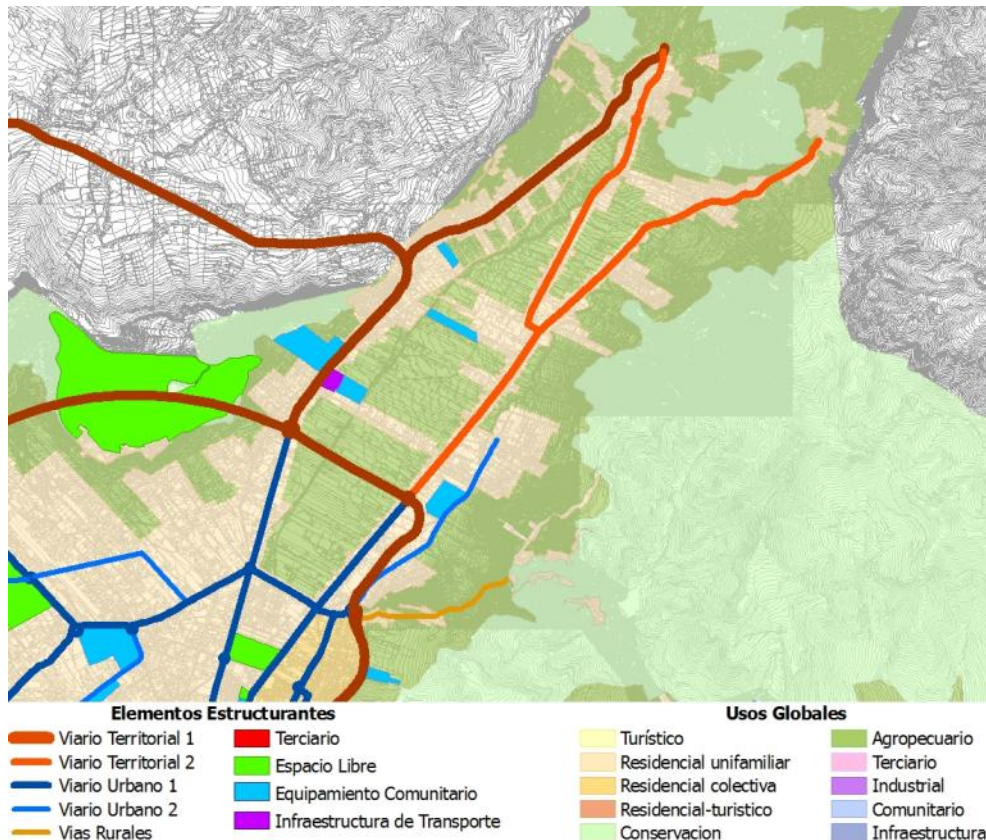 Elementos Estructurantes
Viario Territorial 1
Viario Territorial 2
Viario Urbano 1
Viario Urbano 2
Vias Rurales
Terciario
Espacio Libre
Equipamiento Comunitario
Infraestructura de Transporte
Usos Globales
Turístico
Residencial unifamiliar
Residencial colectiva
Residencial-turistico
Conservacion
Agropecuario
Terciario
Industrial
Comunitario
Infraestructura